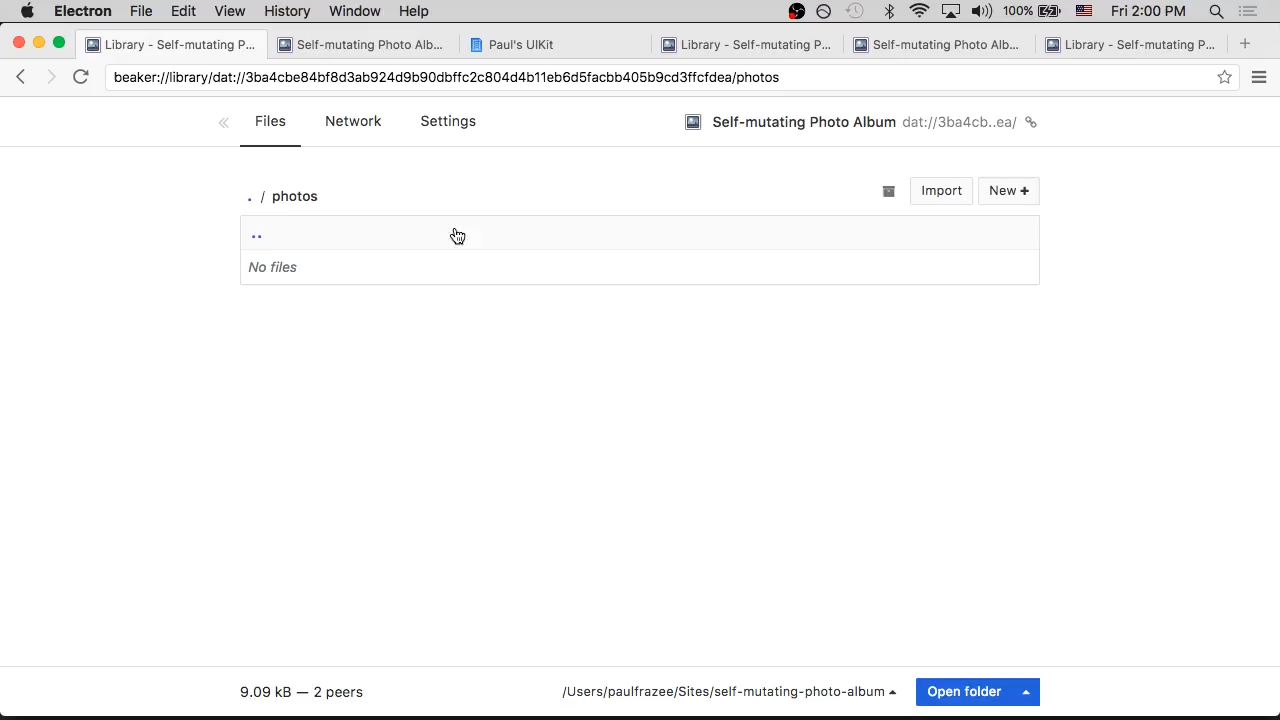 Electron File Edit View History Window Help 100% Fri 2:00 PM
Library - Self-mutating P... Self-mutating Photo Alb... Paul's UIKit Library - Self-mutating P... Self-mutating Photo Alb... Library - Self-mutating P...
beaker://library/dat://3ba4cbe84bf8d3ab924d9b90dbffc2c804d4b11eb6d5facbb405b9cd3ffcfdea/photos
« Files Network Settings Self-mutating Photo Album dat://3ba4cb..ea/
. / photos Import New +
..
No files
9.09 kB — 2 peers /Users/paulfrazee/Sites/self-mutating-photo-album Open folder